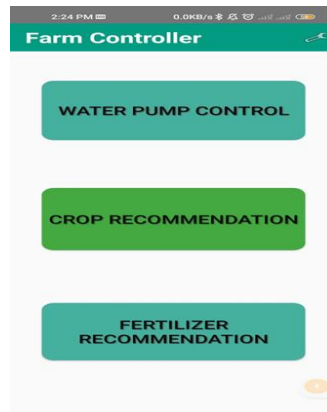 2:24 PM 0.0KB/s
Farm Controller
WATER PUMP CONTROL
CROP RECOMMENDATION
FERTILIZER
RECOMMENDATION